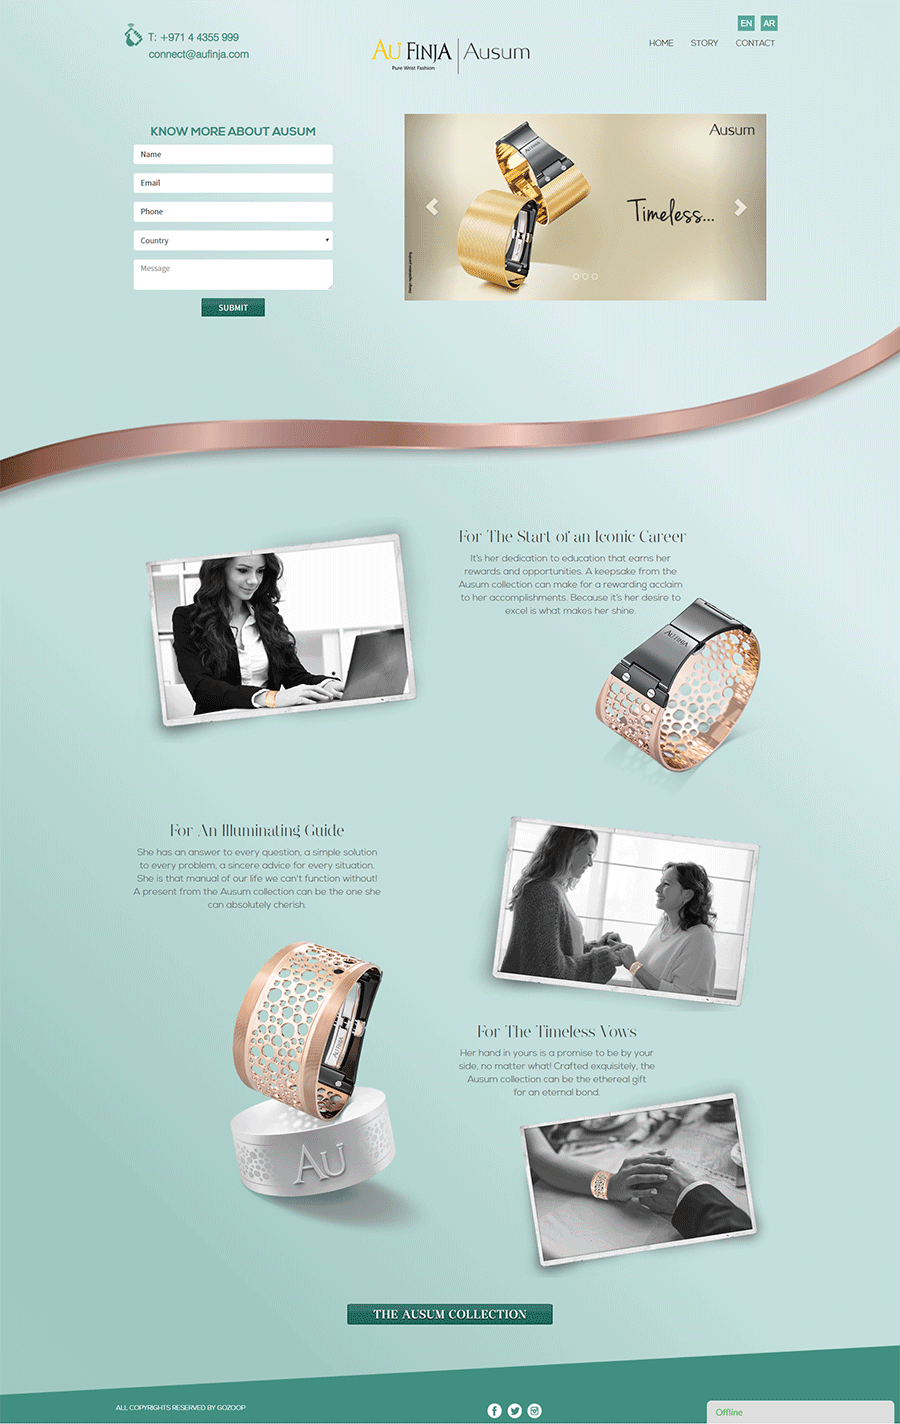 EN AR
T: +971 4 4355 999
connect@aufinja.com
AU FINJA | Ausum
Pure Wrist Fashion
HOME STORY CONTACT
KNOW MORE ABOUT AUSUM
Name
Email
Phone
Country
Message
SUBMIT
Ausum
AU FINJA
Timeless...
Design registration pending
For The Start of an Iconic Career
It's her dedication to education that earns her
rewards and opportunities. A keepsake from the
Ausum collection can make for a rewarding acclaim
to her accomplishments. Because it's her desire to
excel is what makes her shine.
AU FINJA
For An Illuminating Guide
She has an answer to every question, a simple solution
to every problem, a sincere advice for every situation.
She is that manual of our life we can't function without!
A present from the Ausum collection can be the one she
can absolutely cherish.
AU FINJA
AU
For The Timeless Vows
Her hand in yours is a promise to be by your
side, no matter what! Crafted exquisitely, the
Ausum collection can be the ethereal gift
for an eternal bond.
THE AUSUM COLLECTION
ALL COPYRIGHTS RESERVED BY GOZOOP
Offline